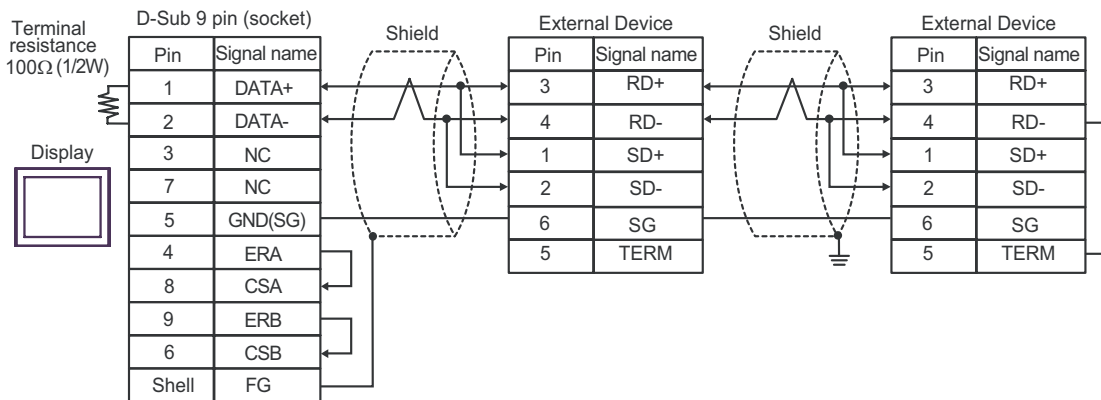 Terminal
resistance
100Ω (1/2W)
D-Sub 9 pin (socket)
Pin Signal name
1 DATA+
2 DATA-
3 NC
7 NC
5 GND(SG)
4 ERA
8 CSA
9 ERB
6 CSB
Shell FG
Display
Shield
External Device
Pin Signal name
3 RD+
4 RD-
1 SD+
2 SD-
6 SG
5 TERM
Shield
External Device
Pin Signal name
3 RD+
4 RD-
1 SD+
2 SD-
6 SG
5 TERM